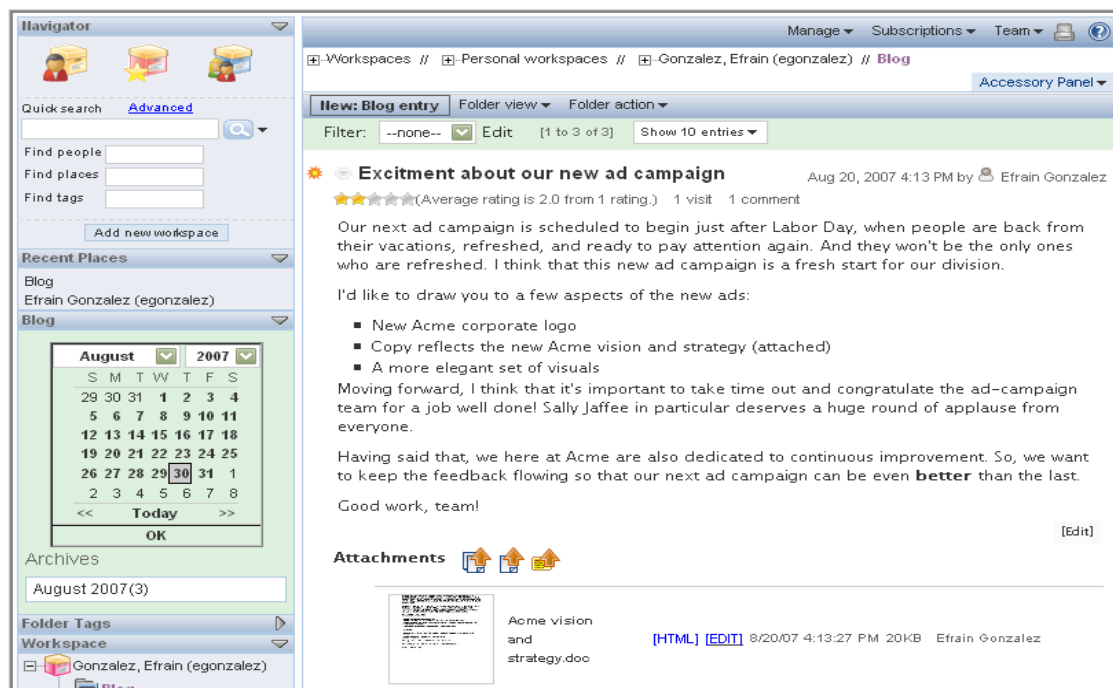 Navigator
Quick search Advanced
Find people
Find places
Find tags
Add new workspace
Recent Places
Blog
Efrain Gonzalez (egonzalez)
Blog
August 2007
S M T W T F S
29 30 31 1 2 3 4
5 6 7 8 9 10 11
12 13 14 15 16 17 18
19 20 21 22 23 24 25
26 27 28 29 30 31 1
2 3 4 5 6 7 8
<< Today >>
OK
Archives
August 2007(3)
Folder Tags
Workspace
Gonzalez, Efrain (egonzalez)
Blog
Manage Subscriptions Team ?
Workspaces // Personal workspaces // Gonzalez, Efrain (egonzalez) // Blog
Accessory Panel
New: Blog entry Folder view Folder action
Filter: --none-- Edit [1 to 3 of 3] Show 10 entries
Excitment about our new ad campaign Aug 20, 2007 4:13 PM by Efrain Gonzalez
(Average rating is 2.0 from 1 rating.) 1 visit 1 comment
Our next ad campaign is scheduled to begin just after Labor Day, when people are back from
their vacations, refreshed, and ready to pay attention again. And they won't be the only ones
who are refreshed. I think that this new ad campaign is a fresh start for our division.
I'd like to draw you to a few aspects of the new ads:
New Acme corporate logo
Copy reflects the new Acme vision and strategy (attached)
A more elegant set of visuals
Moving forward, I think that it's important to take time out and congratulate the ad-campaign
team for a job well done! Sally Jaffee in particular deserves a huge round of applause from
everyone.
Having said that, we here at Acme are also dedicated to continuous improvement. So, we want
to keep the feedback flowing so that our next ad campaign can be even better than the last.
Good work, team!
[Edit]
Attachments
Acme vision
and
strategy.doc
[HTML] [EDIT] 8/20/07 4:13:27 PM 20KB Efrain Gonzalez